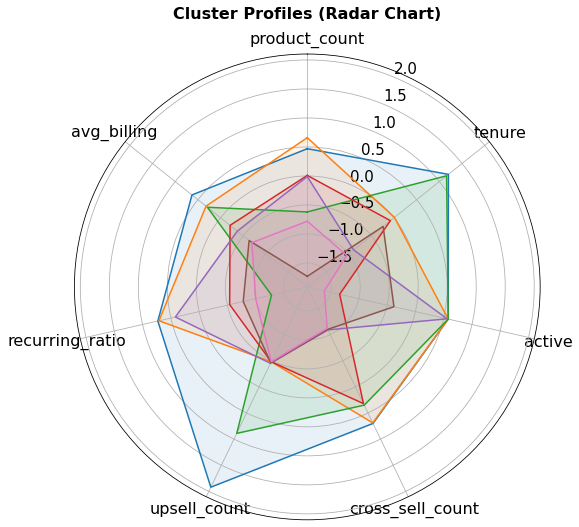 Cluster Profiles (Radar Chart)
product_count
2.0
1.5
1.0
0.5
0.0
−0.5
−1.0
−1.5
avg_billing
tenure
recurring_ratio
active
upsell_count
cross_sell_count